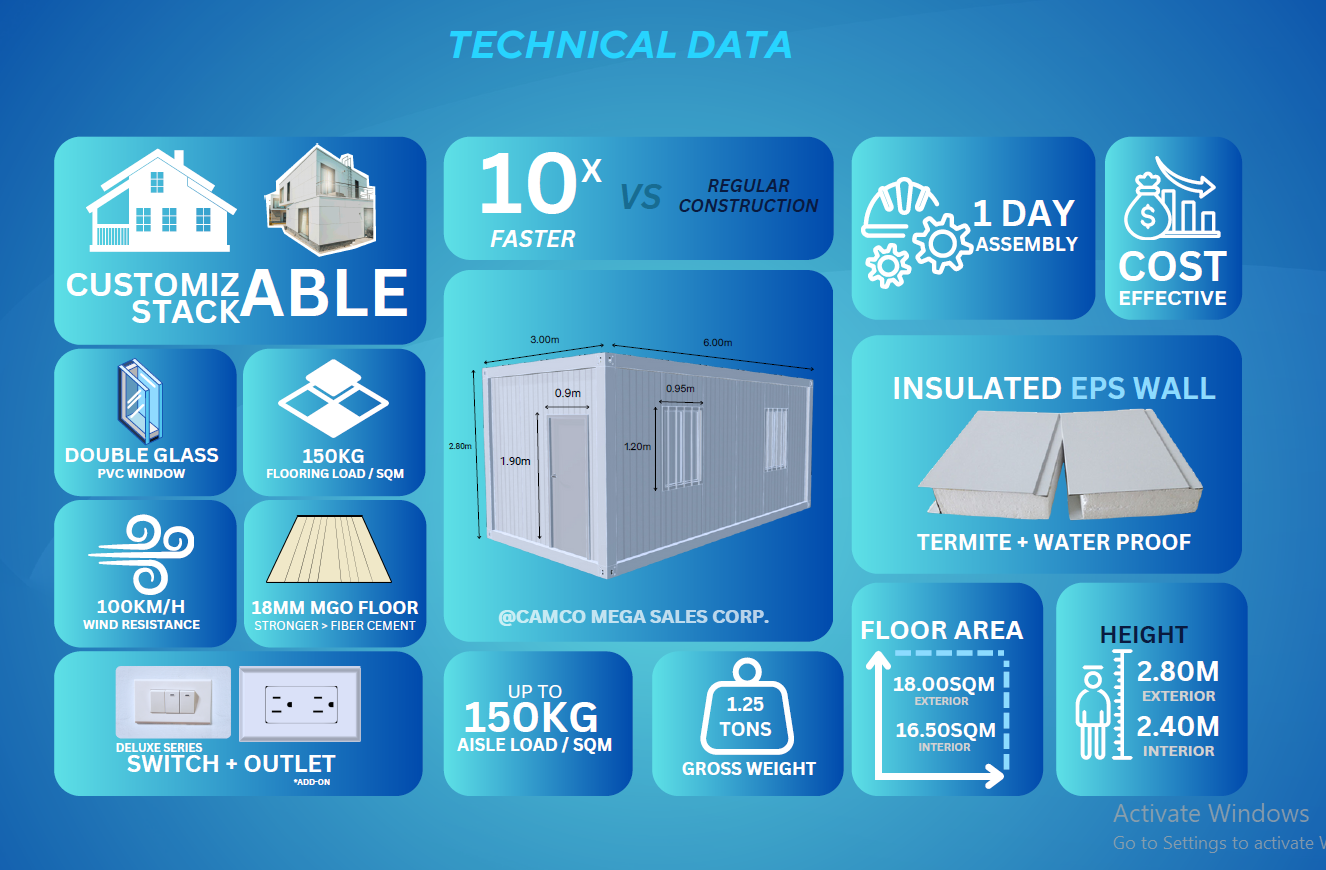 TECHNICAL DATA
CUSTOMIZ
STACK
ABLE
10X
FASTER
VS
REGULAR
CONSTRUCTION
1 DAY
ASSEMBLY
$
COST
EFFECTIVE
DOUBLE GLASS
PVC WINDOW
150KG
FLOORING LOAD / SQM
3.00m
6.00m
0.9m
0.95m
2.80m
1.90m
1.20m
@CAMCO MEGA SALES CORP.
INSULATED EPS WALL
TERMITE + WATER PROOF
100KM/H
WIND RESISTANCE
18MM MGO FLOOR
STRONGER > FIBER CEMENT
DELUXE SERIES
SWITCH + OUTLET
*ADD-ON
UP TO
150KG
AISLE LOAD / SQM
1.25
TONS
GROSS WEIGHT
FLOOR AREA
18.00SQM
EXTERIOR
16.50SQM
INTERIOR
HEIGHT
2.80M
EXTERIOR
2.40M
INTERIOR
Activate Windows
Go to Settings to activate W